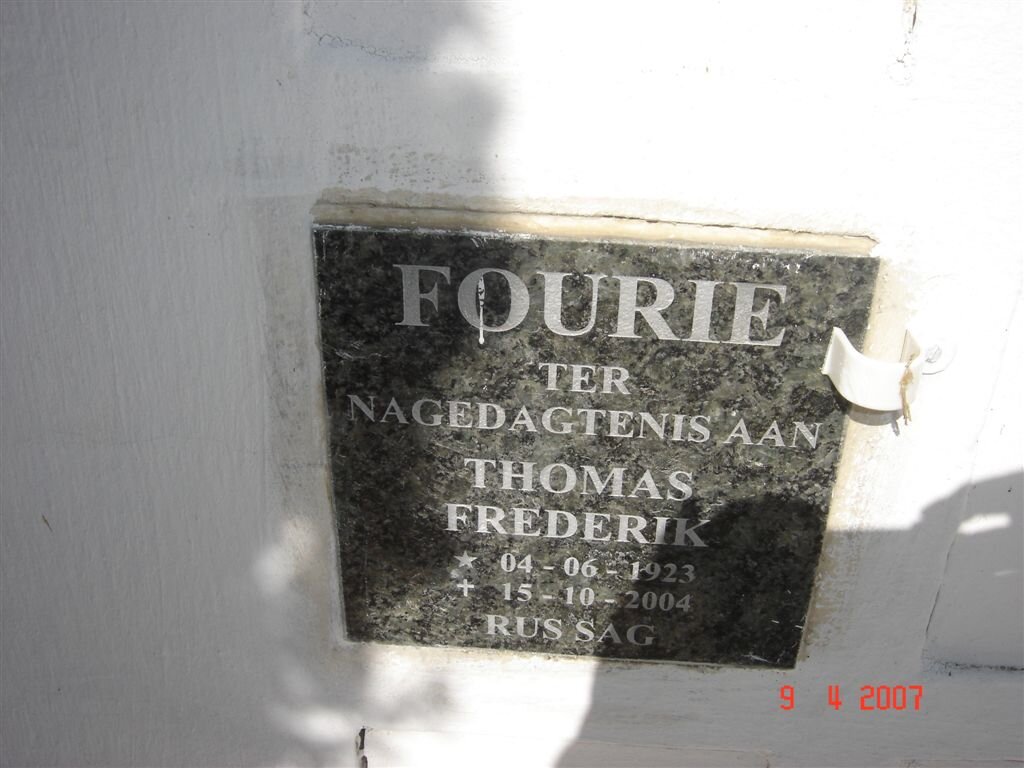 FOURIE
TER
NAGEDAGTENIS AAN
THOMAS
FREDERIK
★ 04 - 06 - 1923
✝ 15 - 10 - 2004
RUS SAG
9 4 2007